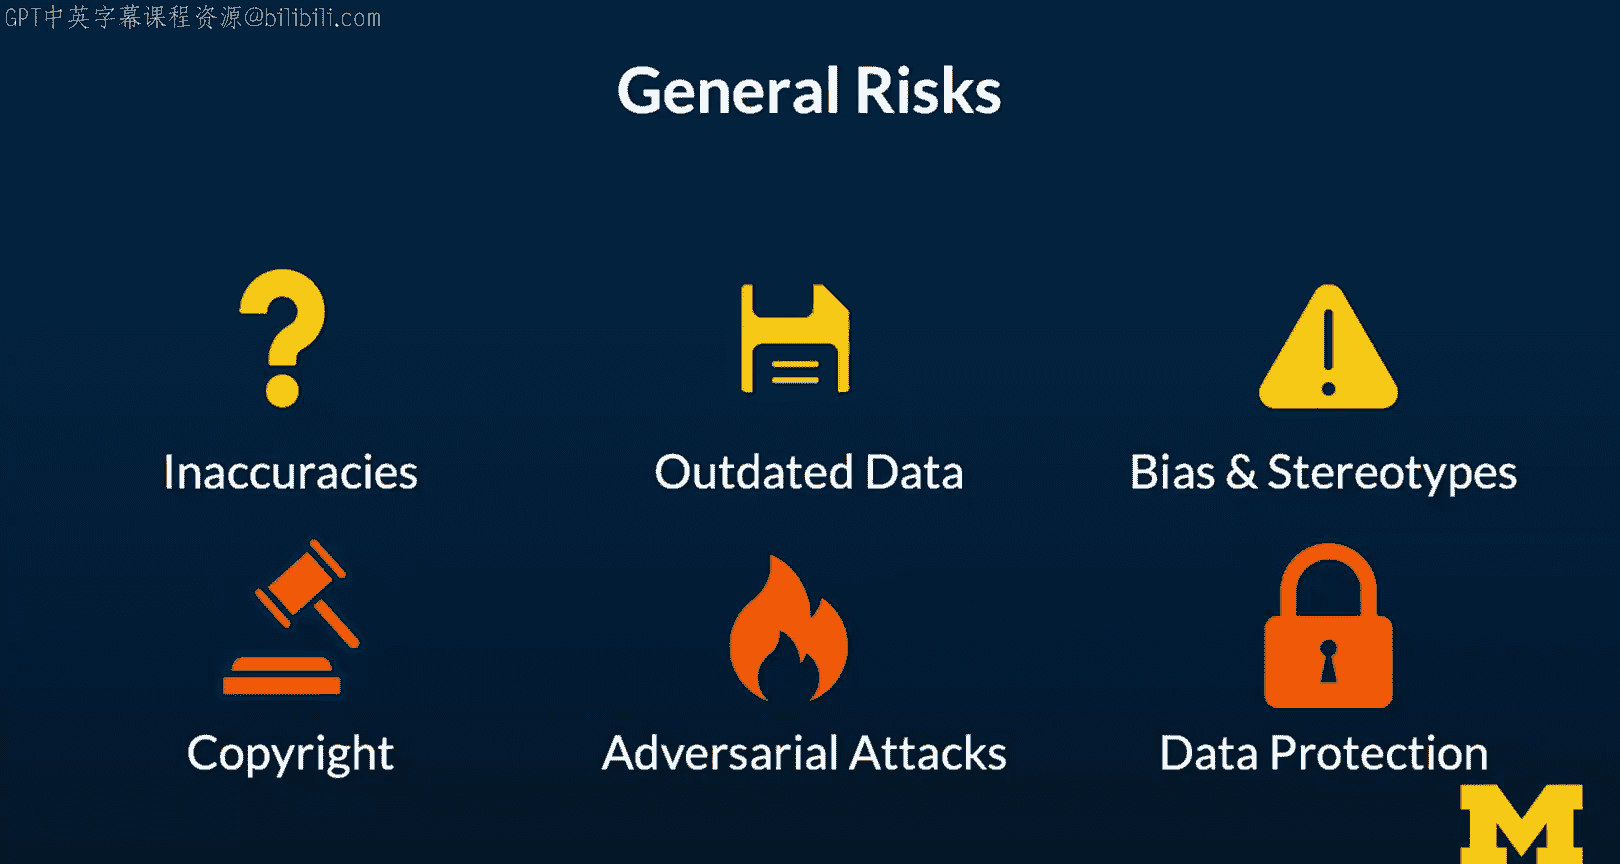 GPT中英字幕课程资源@bilibili.com
General Risks
Inaccuracies
Outdated Data
Bias & Stereotypes
Copyright
Adversarial Attacks
Data Protection
M